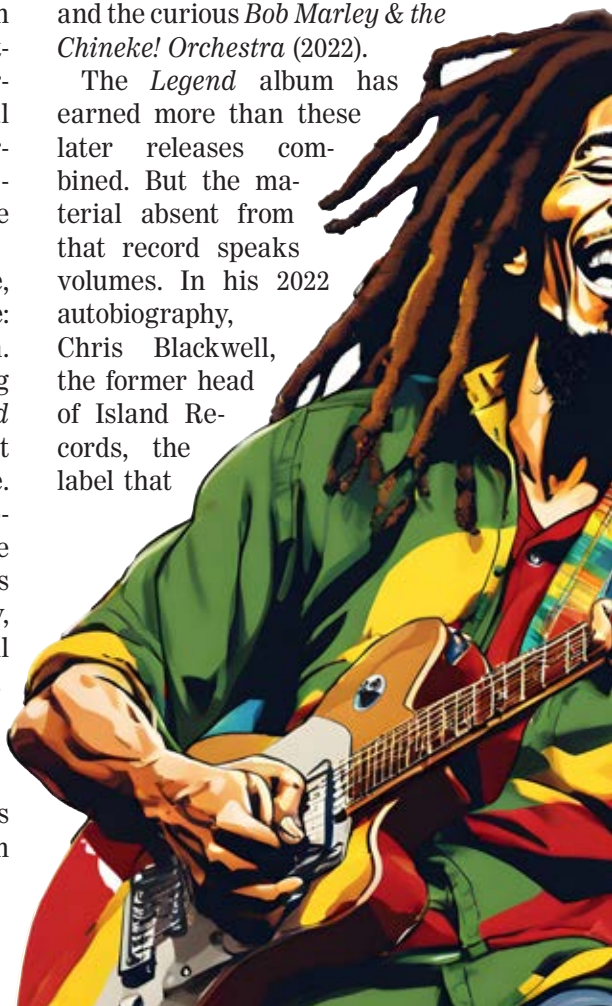 and the curious Bob Marley & the
Chineke! Orchestra (2022).
The Legend album has
earned more than these
later releases com-
bined. But the ma-
terial absent from
that record speaks
volumes. In his 2022
autobiography,
Chris Blackwell,
the former head
of Island Re-
cords, the
label that